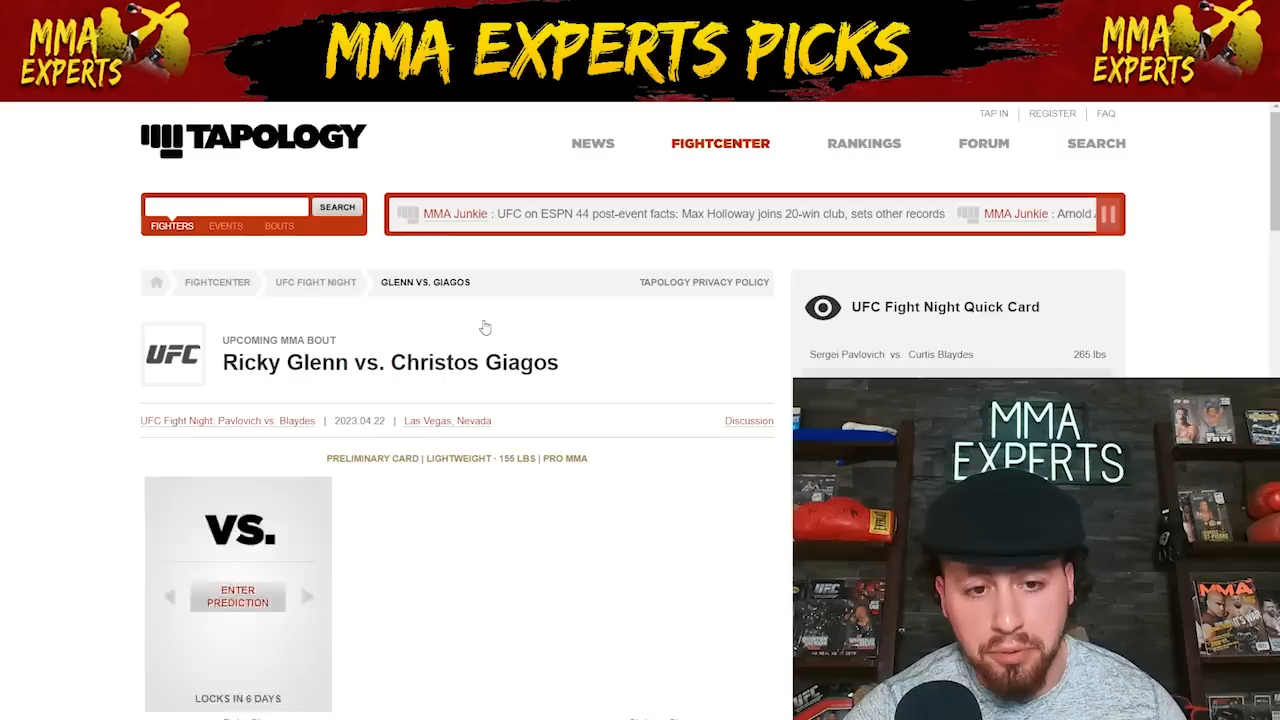 MMA
EXPERTS
MMA EXPERTS PICKS
MMA
EXPERTS
TAP IN | REGISTER | FAQ
TAPOLOGY
NEWS
FIGHTCENTER
RANKINGS
FORUM
SEARCH
SEARCH
FIGHTERS EVENTS BOUTS
MMA Junkie : UFC on ESPN 44 post-event facts: Max Holloway joins 20-win club, sets other records
MMA Junkie : Arnold
FIGHTCENTER
UFC FIGHT NIGHT
GLENN VS. GIAGOS
TAPOLOGY PRIVACY POLICY
UFC Fight Night Quick Card
Sergei Pavlovich vs. Curtis Blaydes 265 lbs
UFC
UPCOMING MMA BOUT
Ricky Glenn vs. Christos Giagos
UFC Fight Night: Pavlovich vs. Blaydes | 2023.04.22 | Las Vegas, Nevada
Discussion
PRELIMINARY CARD | LIGHTWEIGHT · 155 LBS | PRO MMA
VS.
ENTER
PREDICTION
LOCKS IN 6 DAYS
MMA
EXPERTS
FRYE
UFC
MMA
UFC